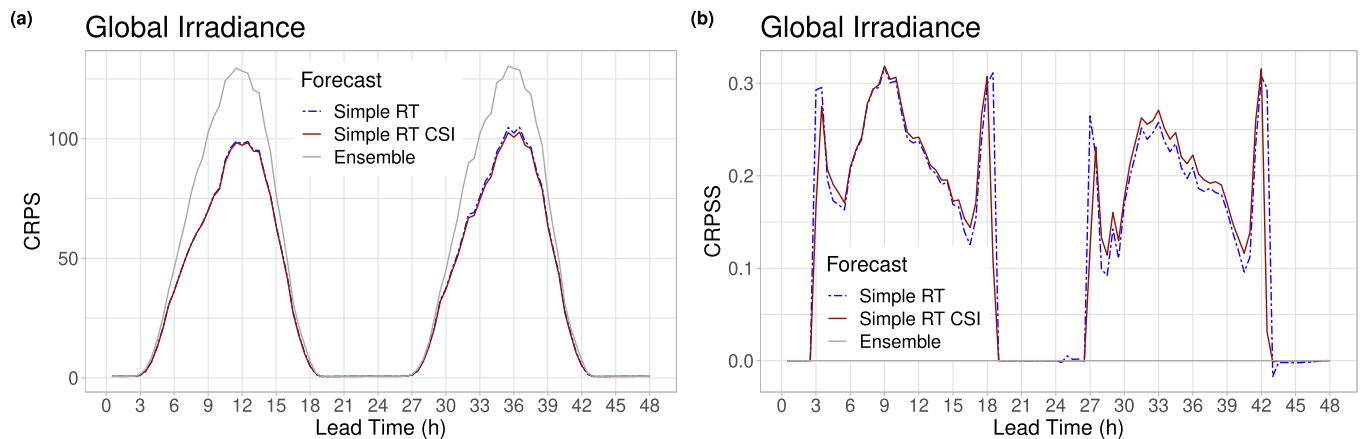 (a)
Global Irradiance
CRPS
100
50
0
Forecast
Simple RT
Simple RT CSI
Ensemble
0 3 6 9 12 15 18 21 24 27 30 33 36 39 42 45 48
Lead Time (h)
(b)
Global Irradiance
CRPSS
0.3
0.2
0.1
0.0
Forecast
Simple RT
Simple RT CSI
Ensemble
0 3 6 9 12 15 18 21 24 27 30 33 36 39 42 45 48
Lead Time (h)